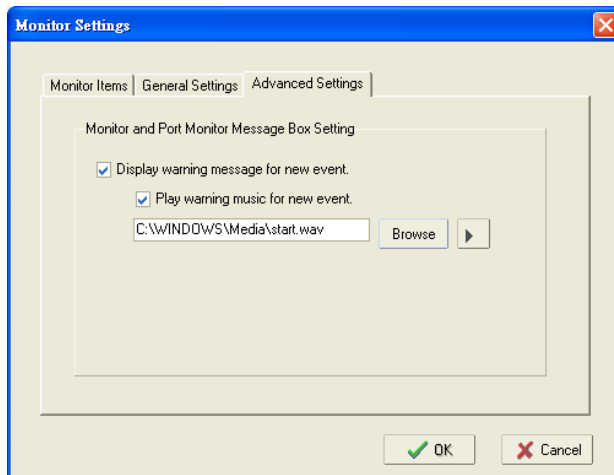 Monitor Settings
Monitor Items General Settings Advanced Settings
Monitor and Port Monitor Message Box Setting
Display warning message for new event.
Play warning music for new event.
C:\WINDOWS\Media\start.wav Browse
OK Cancel